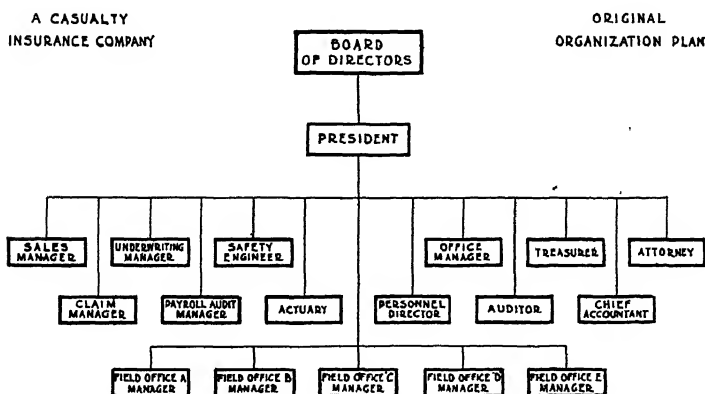 A CASUALTY
INSURANCE COMPANY
ORIGINAL
ORGANIZATION PLAN
BOARD
OF DIRECTORS
PRESIDENT
SALES
MANAGER
UNDERWRITING
MANAGER
SAFETY
ENGINEER
OFFICE
MANAGER
TREASURER
ATTORNEY
CLAIM
MANAGER
PAYROLL AUDIT
MANAGER
ACTUARY
PERSONNEL
DIRECTOR
AUDITOR
CHIEF
ACCOUNTANT
FIELD OFFICE A
MANAGER
FIELD OFFICE B
MANAGER
FIELD OFFICE C
MANAGER
FIELD OFFICE D
MANAGER
FIELD OFFICE E
MANAGER